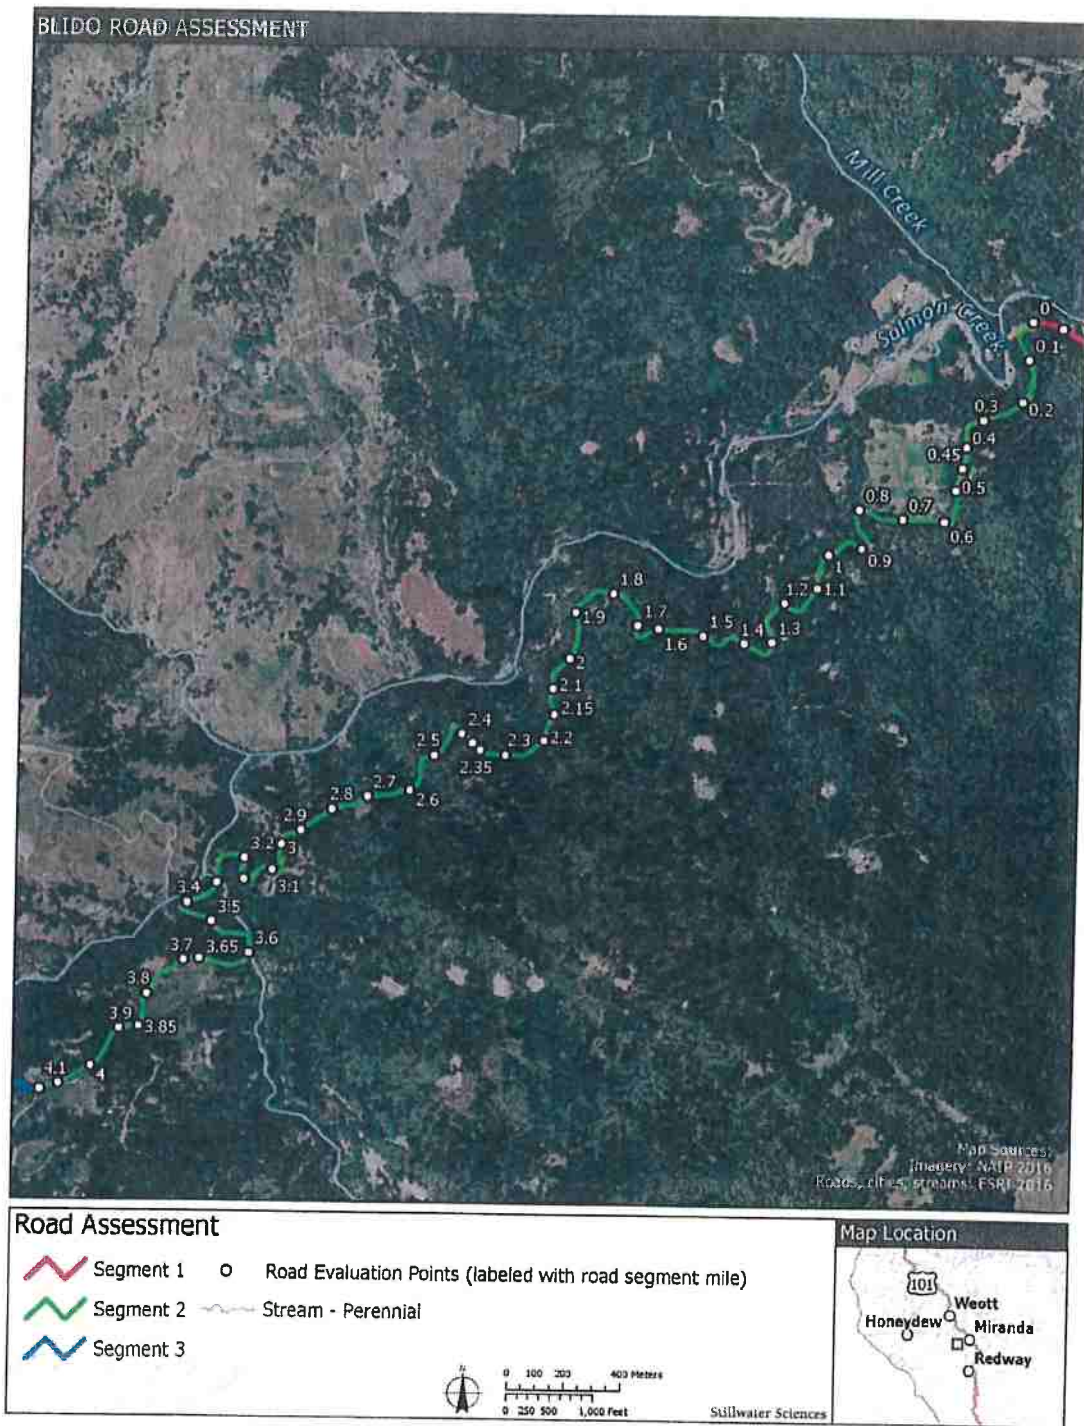 BLIDO ROAD ASSESSMENT
Mill Creek
Salmon Creek
0
0.1
0.2
0.3
0.4
0.45
0.5
0.6
0.7
0.8
0.9
1
1.1
1.2
1.3
1.4
1.5
1.6
1.7
1.8
1.9
2
2.1
2.15
2.2
2.3
2.35
2.4
2.5
2.6
2.7
2.8
2.9
3
3.1
3.2
3.4
3.5
3.6
3.65
3.7
3.8
3.85
3.9
4
4.1
Map Sources:
Imagery: NAIP 2016
Roads, cities, streams: ESRI 2016
Road Assessment
Segment 1
Road Evaluation Points (labeled with road segment mile)
Segment 2
Stream - Perennial
Segment 3
N
0 100 200 400 Meters
0 250 500 1,000 Feet
Stillwater Sciences
Map Location
101
Weott
Honeydew
Miranda
Redway